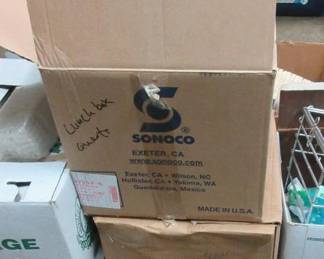 Lunch box
quarts
SONOCO
®
EXETER, CA
www.sonoco.com
Exeter, CA • Wilson, NC
Hollister, CA • Yakima, WA
Guadalajara, Mexico
MADE IN U.S.A.
GE